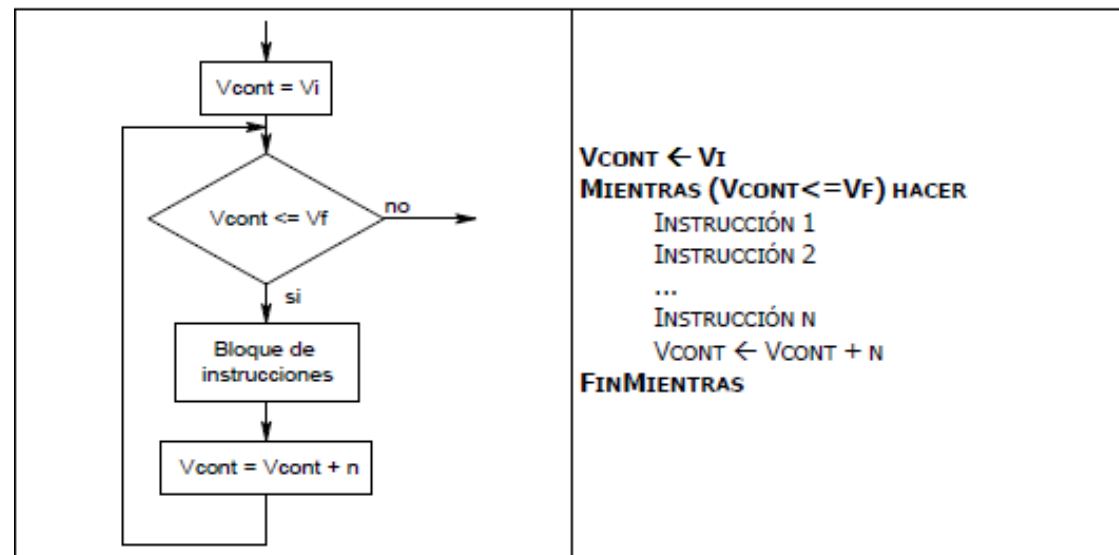 Vcont = Vi
Vcont <= Vf
no
si
Bloque de
instrucciones
Vcont = Vcont + n
VCONT ← VI
MIENTRAS (VCONT<=VF) HACER
INSTRUCCIÓN 1
INSTRUCCIÓN 2
...
INSTRUCCIÓN N
VCONT ← VCONT + N
FINMIENTRAS